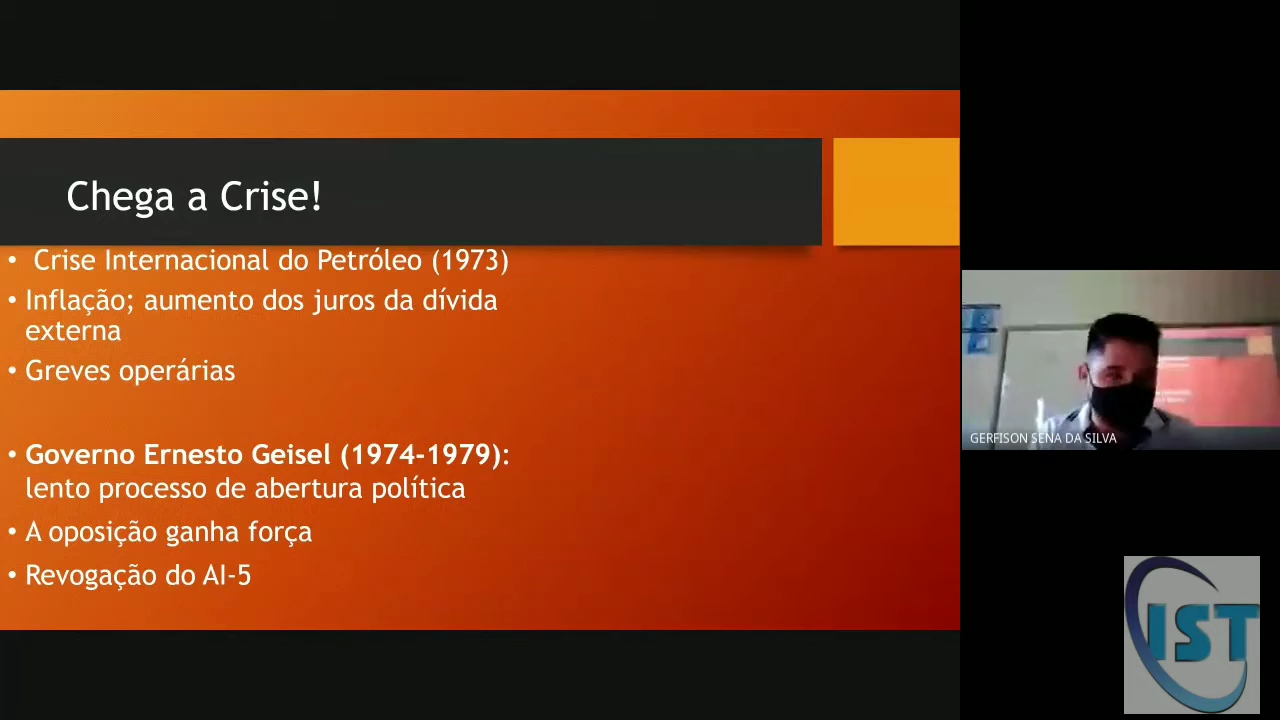 Chega a Crise!
• Crise Internacional do Petróleo (1973)
• Inflação; aumento dos juros da dívida
externa
• Greves operárias
• Governo Ernesto Geisel (1974-1979):
lento processo de abertura política
• A oposição ganha força
• Revogação do AI-5
GERFISON SENA DA SILVA
IST